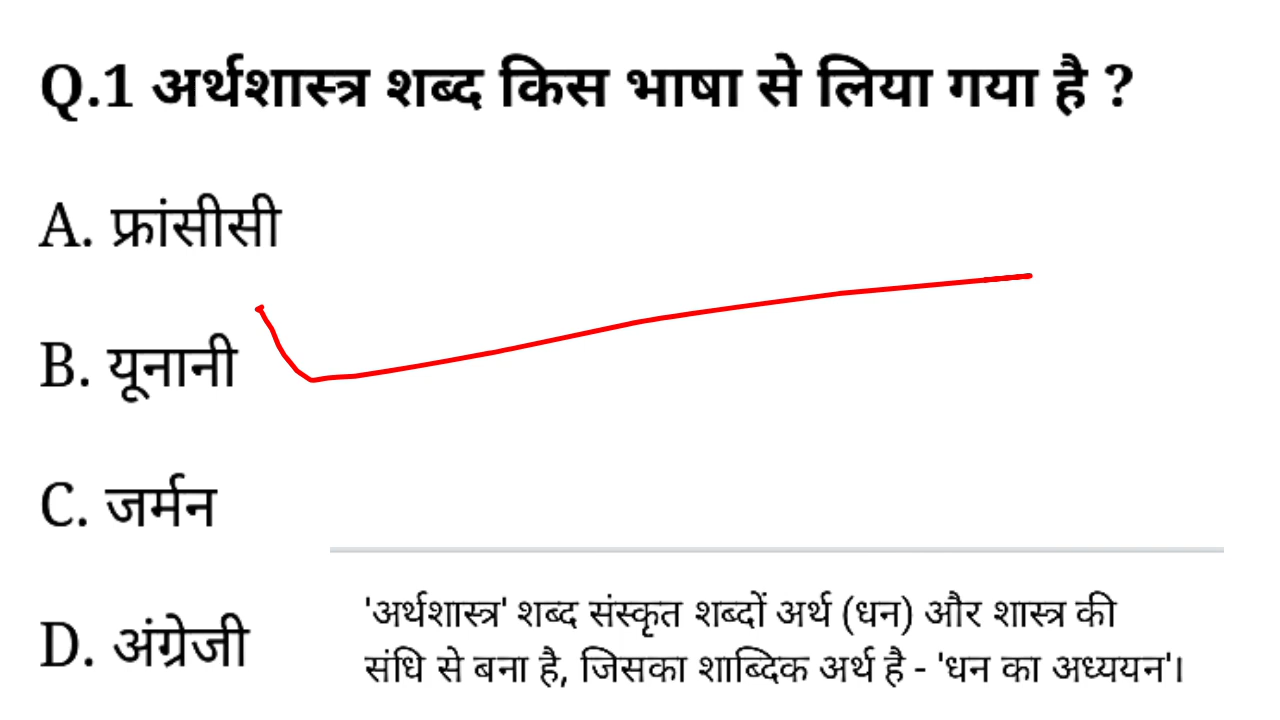 Q.1 अर्थशास्त्र शब्द किस भाषा से लिया गया है ?
A. फ्रांसीसी
B. यूनानी
C. जर्मन
D. अंग्रेजी
'अर्थशास्त्र' शब्द संस्कृत शब्दों अर्थ (धन) और शास्त्र की
संधि से बना है, जिसका शाब्दिक अर्थ है - 'धन का अध्ययन'।